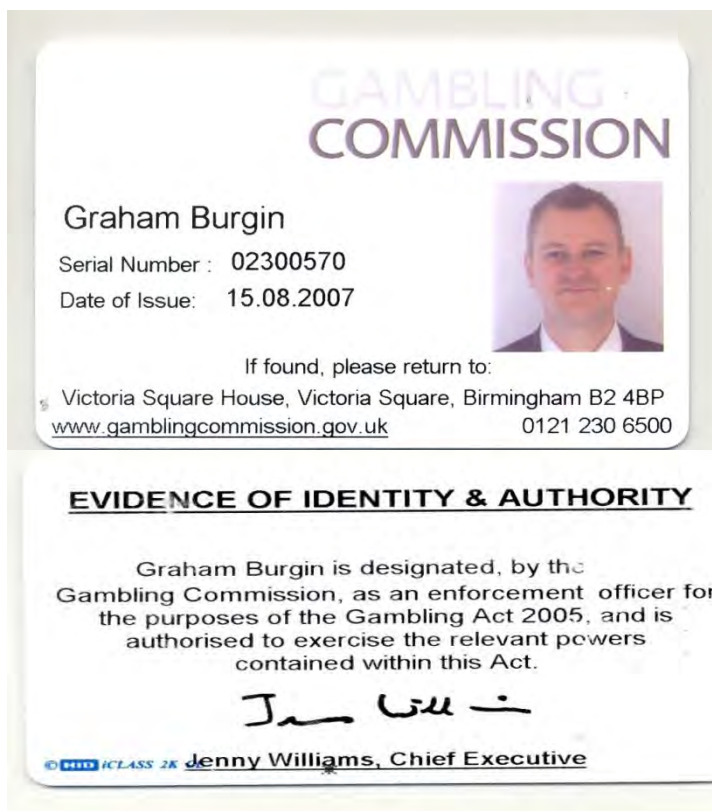 GAMBLING
COMMISSION
Graham Burgin
Serial Number : 02300570
Date of Issue: 15.08.2007
If found, please return to:
Victoria Square House, Victoria Square, Birmingham B2 4BP
www.gamblingcommission.gov.uk 0121 230 6500
EVIDENCE OF IDENTITY & AUTHORITY
Graham Burgin is designated, by the
Gambling Commission, as an enforcement officer for
the purposes of the Gambling Act 2005, and is
authorised to exercise the relevant powers
contained within this Act.
© HID iCLASS 2K Jenny Williams, Chief Executive